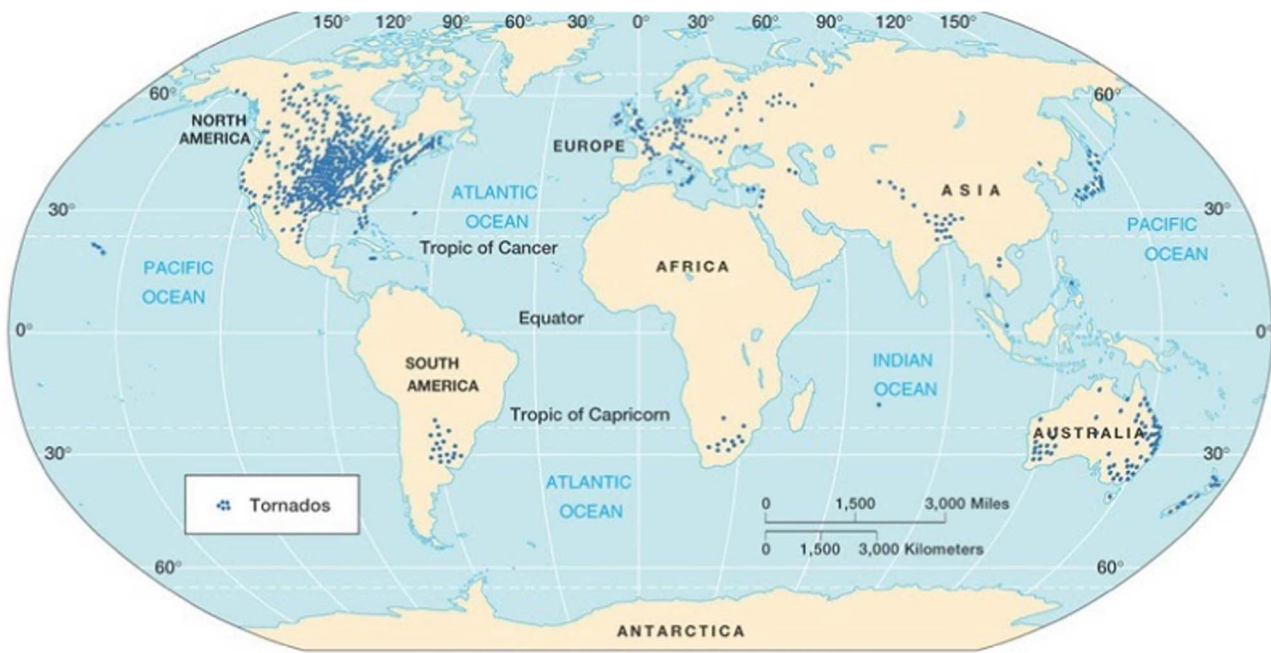 150° 120° 90° 60° 30° 0° 30° 60° 90° 120° 150°
60°
60°
NORTH
AMERICA
EUROPE
ASIA
ATLANTIC
OCEAN
30°
30°
PACIFIC
OCEAN
Tropic of Cancer
AFRICA
PACIFIC
OCEAN
Equator
0°
0°
SOUTH
AMERICA
INDIAN
OCEAN
Tropic of Capricorn
AUSTRALIA
30°
30°
ATLANTIC
OCEAN
Tornados
0 1,500 3,000 Miles
0 1,500 3,000 Kilometers
60°
60°
ANTARCTICA